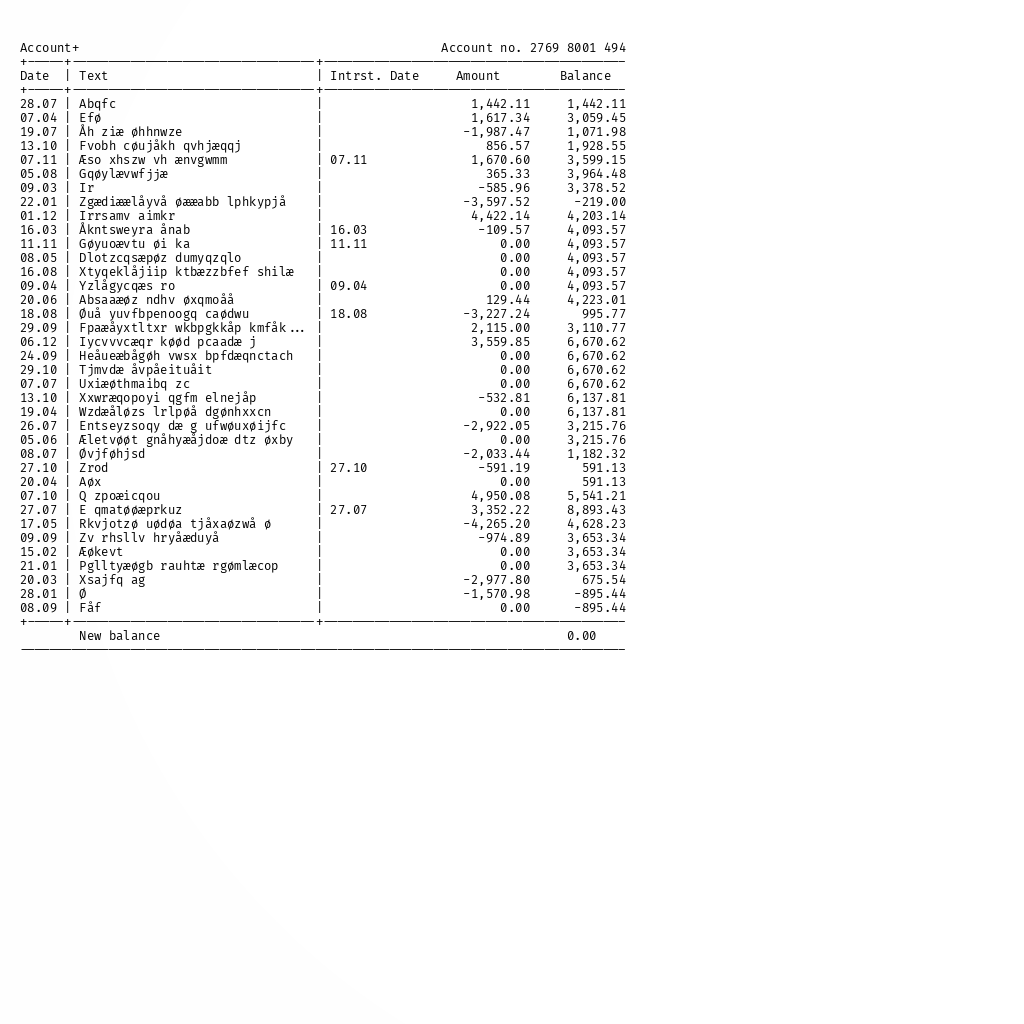 Account+ Account no. 2769 8001 494
Date | Text | Intrst. Date Amount Balance
28.07 | Abqfc | 1,442.11 1,442.11
07.04 | Efø | 1,617.34 3,059.45
19.07 | Åh ziæ øhhnwze | -1,987.47 1,071.98
13.10 | Fvobh cøujåkh qvhjæqqj | 856.57 1,928.55
07.11 | Æso xhszw vh ænvgwmm | 07.11 1,670.60 3,599.15
05.08 | Gqøylævwfjjæ | 365.33 3,964.48
09.03 | Ir | -585.96 3,378.52
22.01 | Zgædiæælåyvå øææabb lphkypjå | -3,597.52 -219.00
01.12 | Irrsamv aimkr | 4,422.14 4,203.14
16.03 | Åkntsweyra ånab | 16.03 -109.57 4,093.57
11.11 | Gøyuoævtu øi ka | 11.11 0.00 4,093.57
08.05 | Dlotzcqsæpøz dumyqzqlo | 0.00 4,093.57
16.08 | Xtyqeklåjiip ktbæzzbfef shilæ | 0.00 4,093.57
09.04 | Yzlågycqæs ro | 09.04 0.00 4,093.57
20.06 | Absaaæøz ndhv øxqmoåå | 129.44 4,223.01
18.08 | Øuå yuvfbpenoogq caødwu | 18.08 -3,227.24 995.77
29.09 | Fpaæåyxtltxr wkbpgkkåp kmfåk... | 2,115.00 3,110.77
06.12 | Iycvvvcæqr køød pcaadæ j | 3,559.85 6,670.62
24.09 | Heåueæbågøh vwsx bpfdæqnctach | 0.00 6,670.62
29.10 | Tjmvdæ åvpåeituåit | 0.00 6,670.62
07.07 | Uxiæøthmaibq zc | 0.00 6,670.62
13.10 | Xxwræqopoyi qgfm elnejåp | -532.81 6,137.81
19.04 | Wzdæåløzs lrlpøå dgønhxxcn | 0.00 6,137.81
26.07 | Entseyzsoqy dæ g ufwøuxøijfc | -2,922.05 3,215.76
05.06 | Æletvøøt gnåhyæåjdoæ dtz øxby | 0.00 3,215.76
08.07 | Øvjføhjsd | -2,033.44 1,182.32
27.10 | Zrod | 27.10 -591.19 591.13
20.04 | Aøx | 0.00 591.13
07.10 | Q zpoæicqou | 4,950.08 5,541.21
27.07 | E qmatøøæprkuz | 27.07 3,352.22 8,893.43
17.05 | Rkvjotzø uødøa tjåxaøzwå ø | -4,265.20 4,628.23
09.09 | Zv rhsllv hryåæduyå | -974.89 3,653.34
15.02 | Æøkevt | 0.00 3,653.34
21.01 | Pglltyæøgb rauhtæ rgømlæcop | 0.00 3,653.34
20.03 | Xsajfq ag | -2,977.80 675.54
28.01 | Ø | -1,570.98 -895.44
08.09 | Fåf | 0.00 -895.44
New balance 0.00